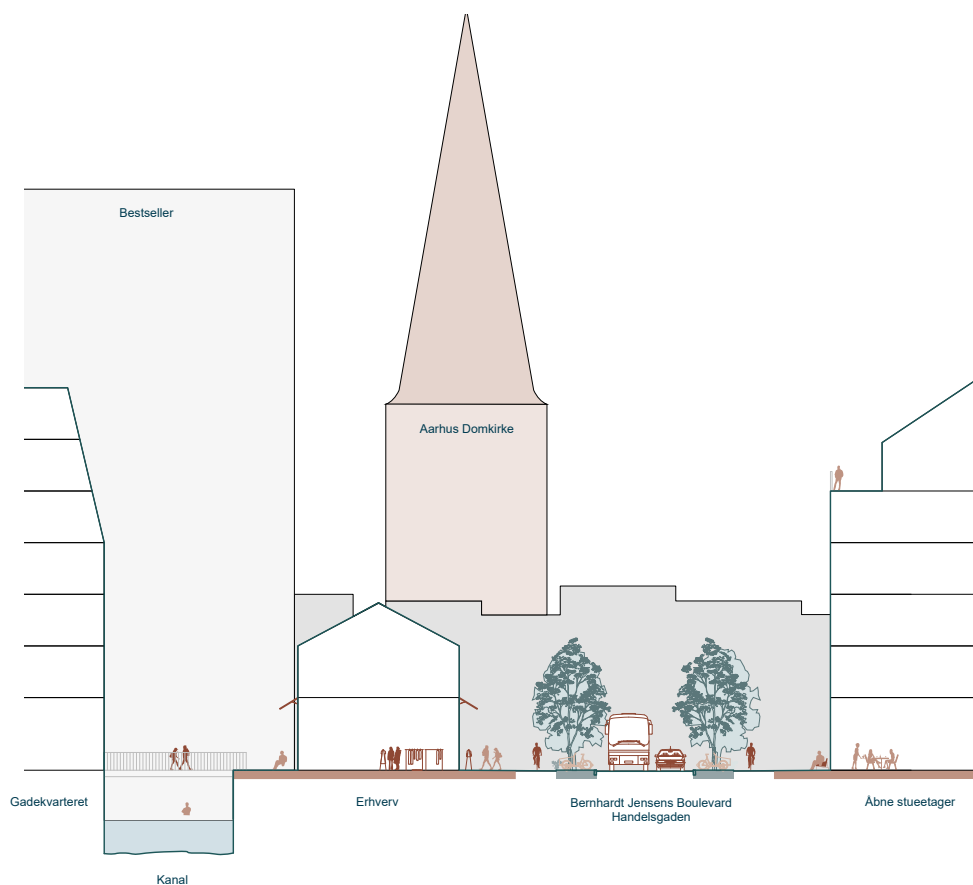 Bestseller
Aarhus Domkirke
Gadekvarteret
Erhverv
Bernhardt Jensens Boulevard
Handelsgaden
Åbne stueetager
Kanal